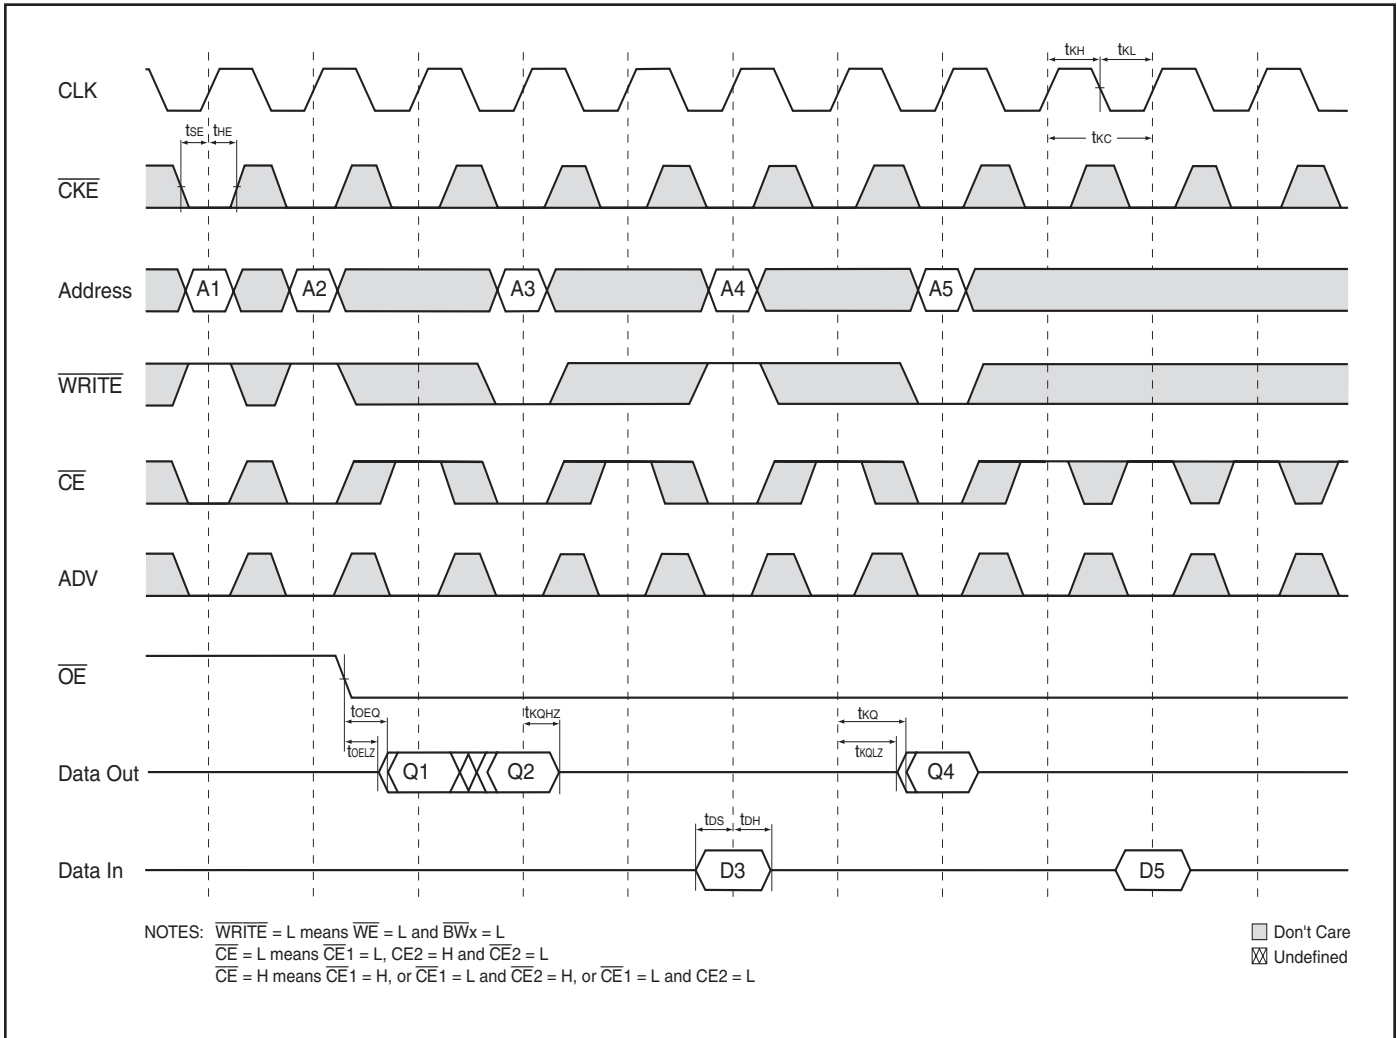 tKH tKL
CLK
tSE tHE
tKC
CKE
Address A1 A2 A3 A4 A5
WRITE
CE
ADV
OE
tOEQ tKQHZ tKQ
tOELZ tKQLZ
Data Out Q1 Q2 Q4
tDS tDH
Data In D3 D5
NOTES: WRITE = L means WE = L and BWx = L
CE = L means CE1 = L, CE2 = H and CE2 = L
CE = H means CE1 = H, or CE1 = L and CE2 = H, or CE1 = L and CE2 = L
Don't Care
Undefined